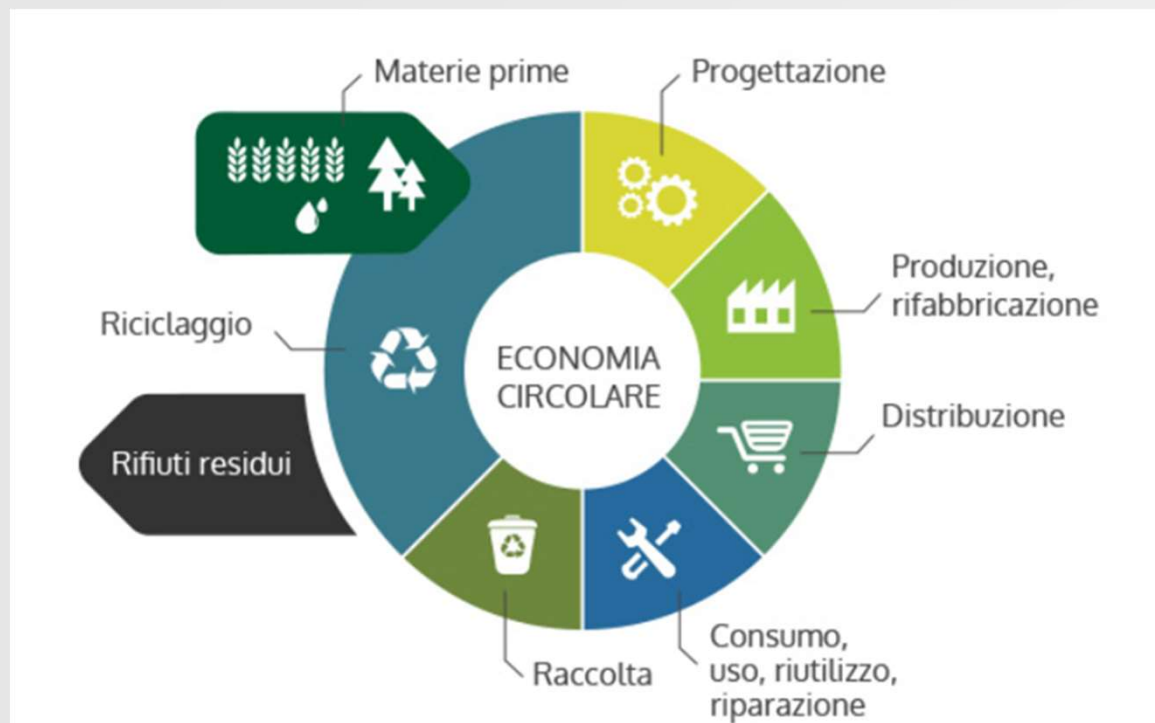 Materie prime
Progettazione
Produzione,
rifabbricazione
Riciclaggio
ECONOMIA
CIRCOLARE
Distribuzione
Rifiuti residui
Consumo,
uso, riutilizzo,
riparazione
Raccolta